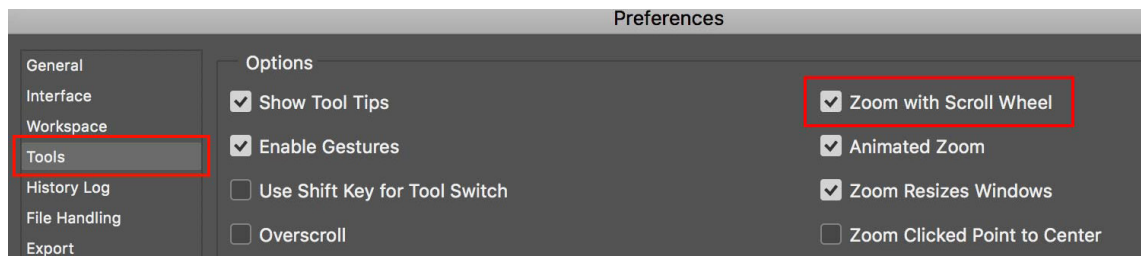 Preferences
General
Interface
Workspace
Tools
History Log
File Handling
Export
Options
Show Tool Tips
Enable Gestures
Use Shift Key for Tool Switch
Overscroll
Zoom with Scroll Wheel
Animated Zoom
Zoom Resizes Windows
Zoom Clicked Point to Center